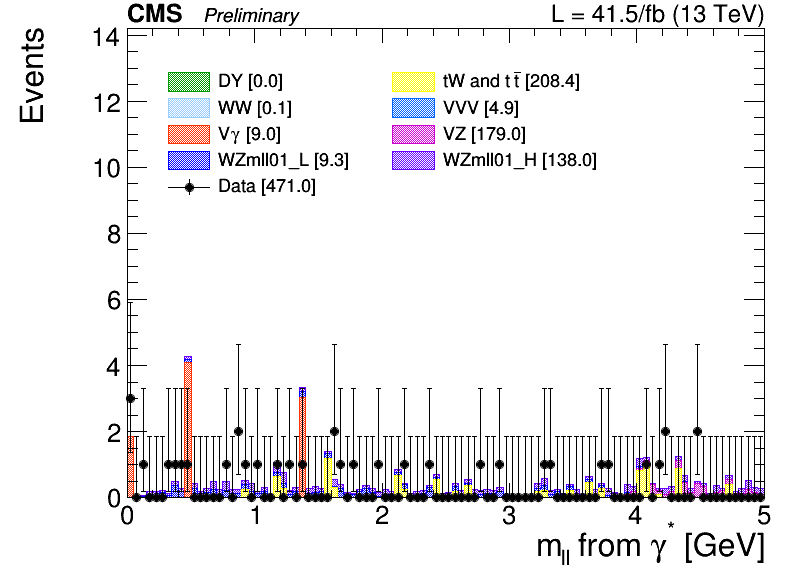 CMS Preliminary L = 41.5/fb (13 TeV)
Events
14
12
10
8
6
4
2
0
DY [0.0]
WW [0.1]
Vγ [9.0]
WZmll01_L [9.3]
Data [471.0]
tW and tt̅ [208.4]
VVV [4.9]
VZ [179.0]
WZmll01_H [138.0]
0 1 2 3 4 5
m_ll from γ* [GeV]